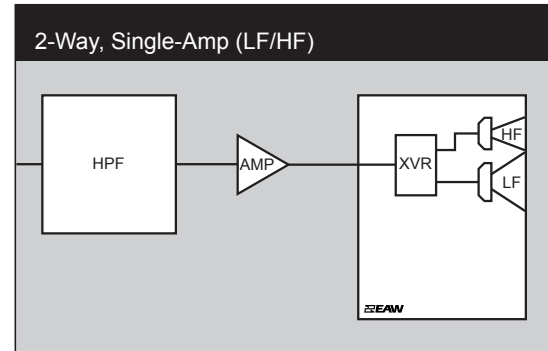 2-Way, Single-Amp (LF/HF)
HPF
AMP
XVR
HF
LF
EAW